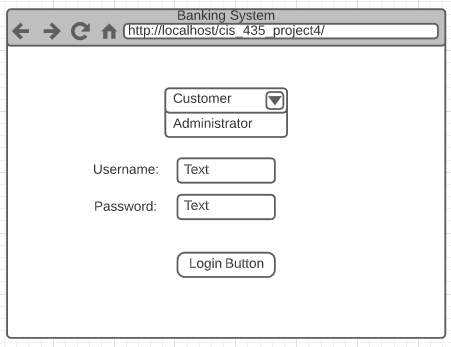 Banking System
http://localhost/cis_435_project4/
Customer
Administrator
Username: Text
Password: Text
Login Button